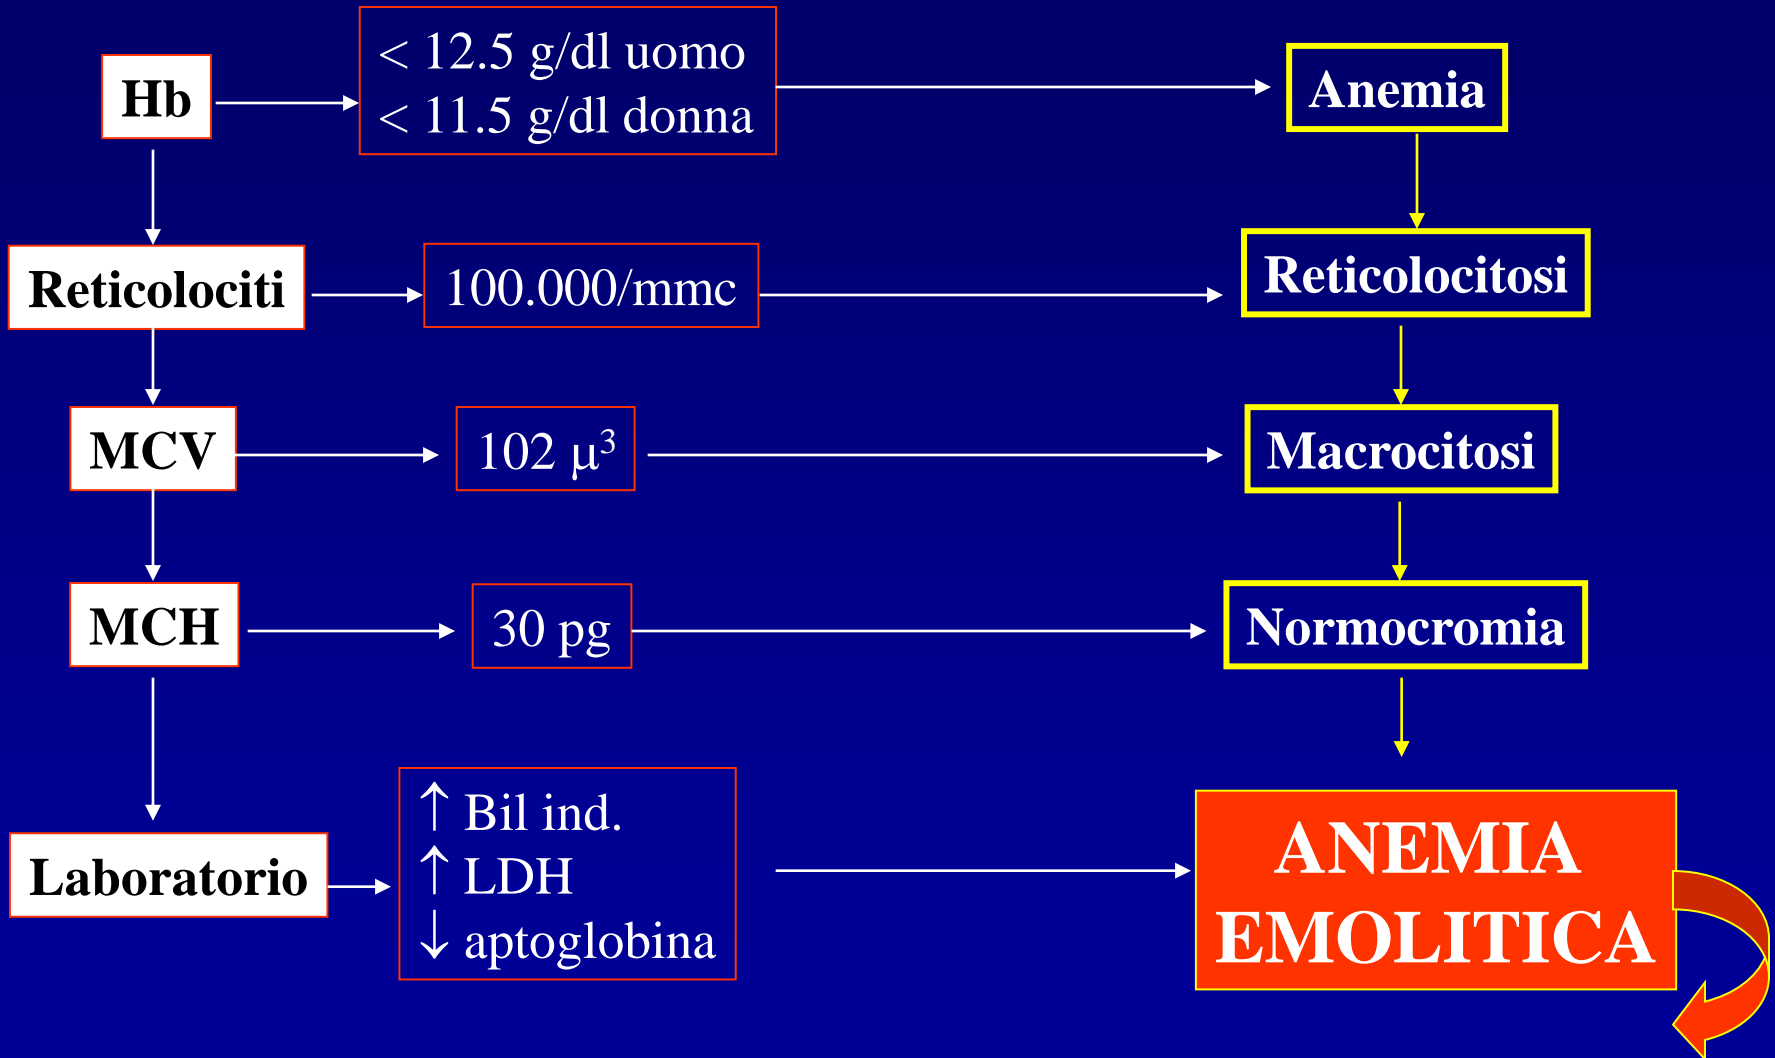 Hb
< 12.5 g/dl uomo
< 11.5 g/dl donna
Anemia
Reticolociti
100.000/mmc
Reticolocitosi
MCV
102 μ³
Macrocitosi
MCH
30 pg
Normocromia
Laboratorio
↑ Bil ind.
↑ LDH
↓ aptoglobina
ANEMIA
EMOLITICA